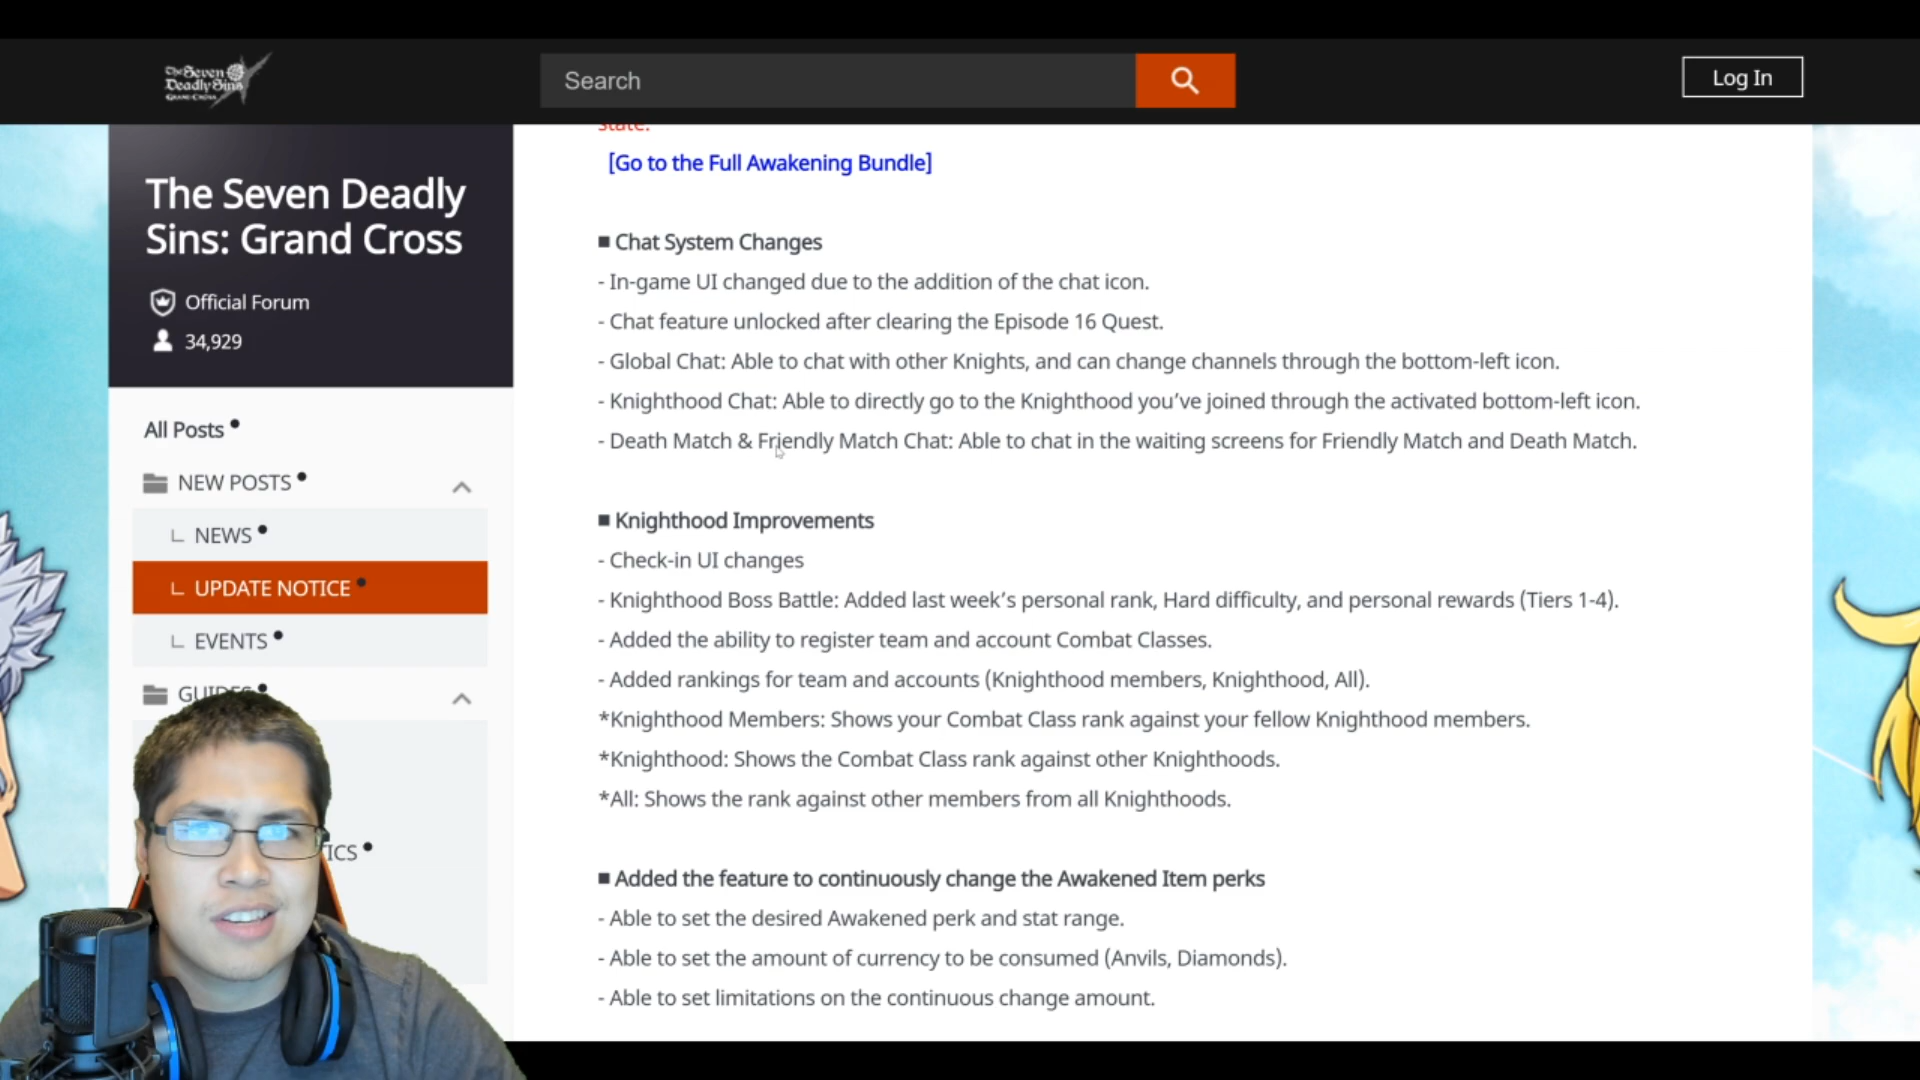 The Seven
Deadly Sins
GRAND CROSS
Search
Log In
The Seven Deadly
Sins: Grand Cross
Official Forum
34,929
All Posts
NEW POSTS
NEWS
UPDATE NOTICE
EVENTS
GUIDES
TICS
state.
[Go to the Full Awakening Bundle]
■ Chat System Changes
- In-game UI changed due to the addition of the chat icon.
- Chat feature unlocked after clearing the Episode 16 Quest.
- Global Chat: Able to chat with other Knights, and can change channels through the bottom-left icon.
- Knighthood Chat: Able to directly go to the Knighthood you’ve joined through the activated bottom-left icon.
- Death Match & Friendly Match Chat: Able to chat in the waiting screens for Friendly Match and Death Match.
■ Knighthood Improvements
- Check-in UI changes
- Knighthood Boss Battle: Added last week’s personal rank, Hard difficulty, and personal rewards (Tiers 1-4).
- Added the ability to register team and account Combat Classes.
- Added rankings for team and accounts (Knighthood members, Knighthood, All).
*Knighthood Members: Shows your Combat Class rank against your fellow Knighthood members.
*Knighthood: Shows the Combat Class rank against other Knighthoods.
*All: Shows the rank against other members from all Knighthoods.
■ Added the feature to continuously change the Awakened Item perks
- Able to set the desired Awakened perk and stat range.
- Able to set the amount of currency to be consumed (Anvils, Diamonds).
- Able to set limitations on the continuous change amount.